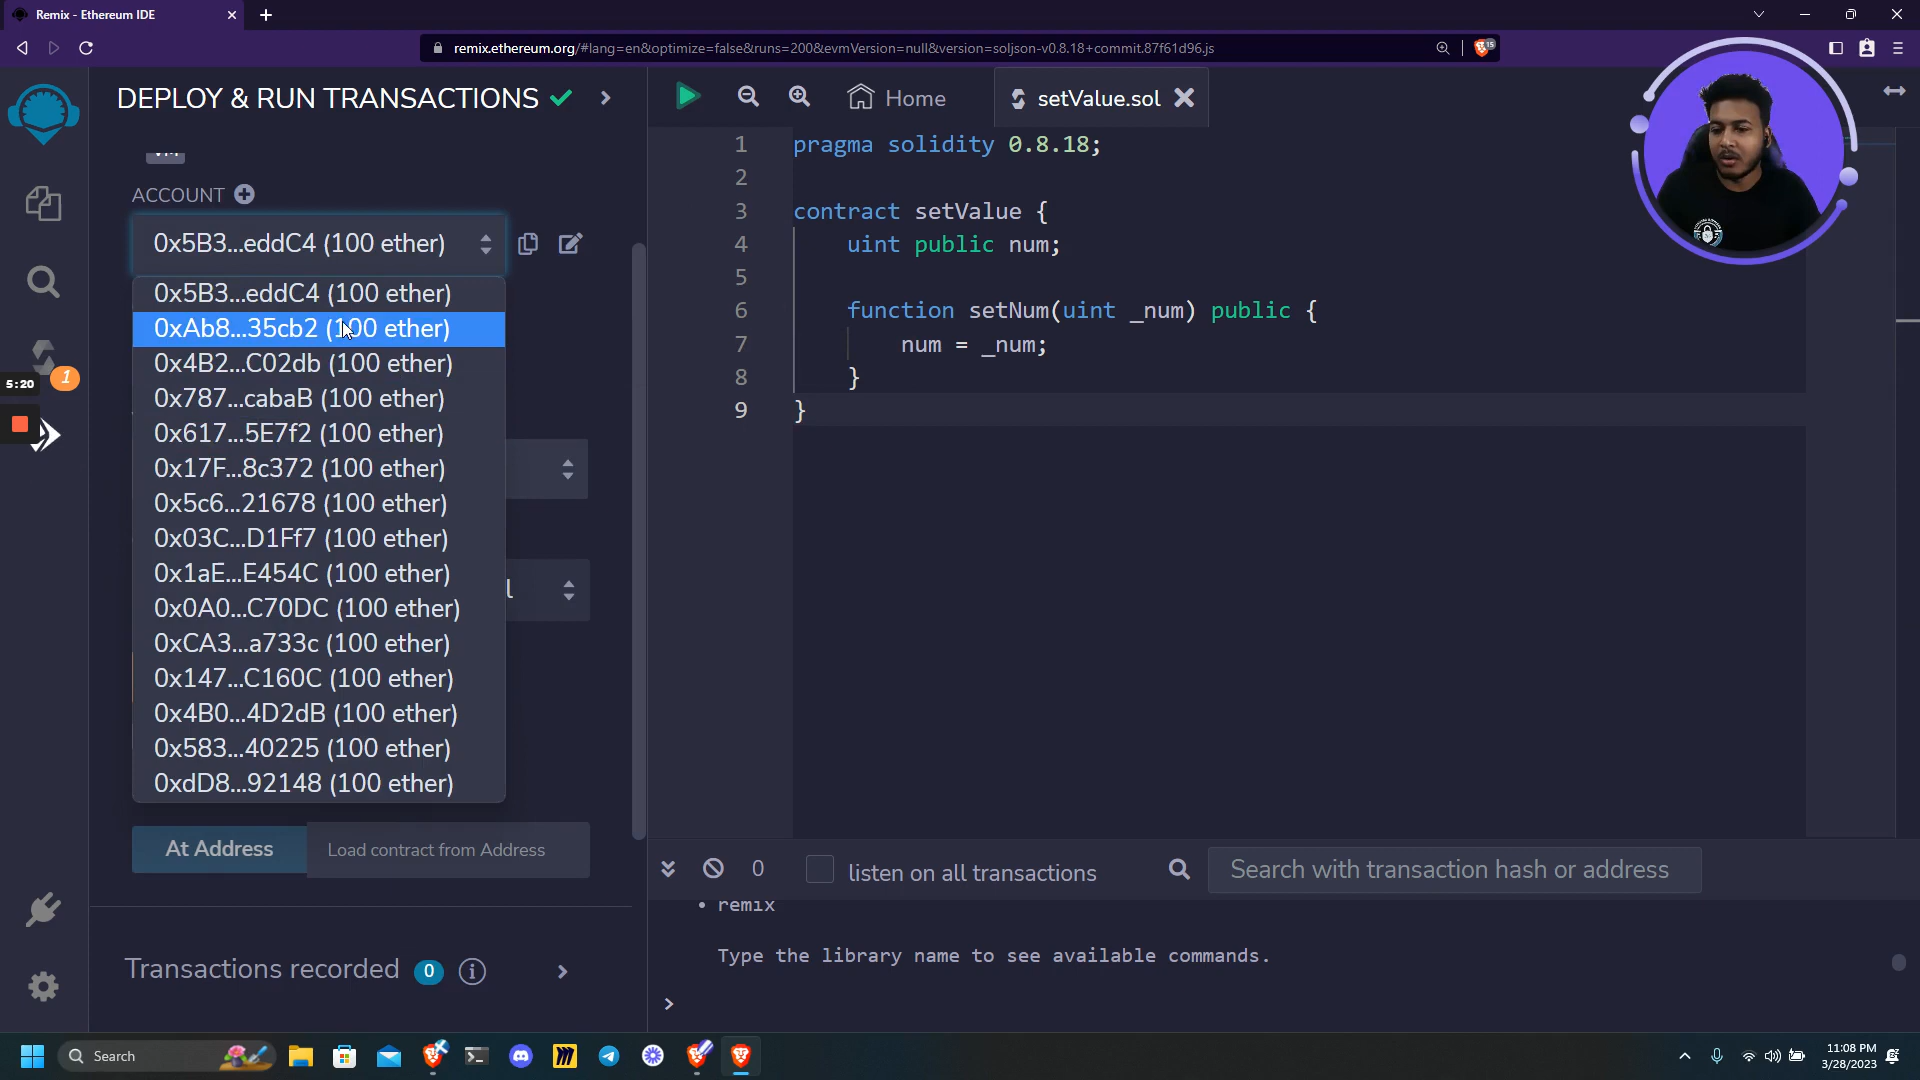 Remix - Ethereum IDE
remix.ethereum.org/#lang=en&optimize=false&runs=200&evmVersion=null&version=soljson-v0.8.18+commit.87f61d96.js
15
DEPLOY & RUN TRANSACTIONS
VM
ACCOUNT
0x5B3...eddC4 (100 ether)
0x5B3...eddC4 (100 ether)
0xAb8...35cb2 (100 ether)
0x4B2...C02db (100 ether)
0x787...cabaB (100 ether)
0x617...5E7f2 (100 ether)
0x17F...8c372 (100 ether)
0x5c6...21678 (100 ether)
0x03C...D1Ff7 (100 ether)
0x1aE...E454C (100 ether)
0x0A0...C70DC (100 ether)
0xCA3...a733c (100 ether)
0x147...C160C (100 ether)
0x4B0...4D2dB (100 ether)
0x583...40225 (100 ether)
0xdD8...92148 (100 ether)
l
At Address
Load contract from Address
Transactions recorded 0 i
5:20
1
Home
setValue.sol
1 pragma solidity 0.8.18;
2
3 contract setValue {
4 uint public num;
5
6 function setNum(uint _num) public {
7 num = _num;
8 }
9 }
0
listen on all transactions
Search with transaction hash or address
• remix
Type the library name to see available commands.
>
Search
11:08 PM
3/28/2023